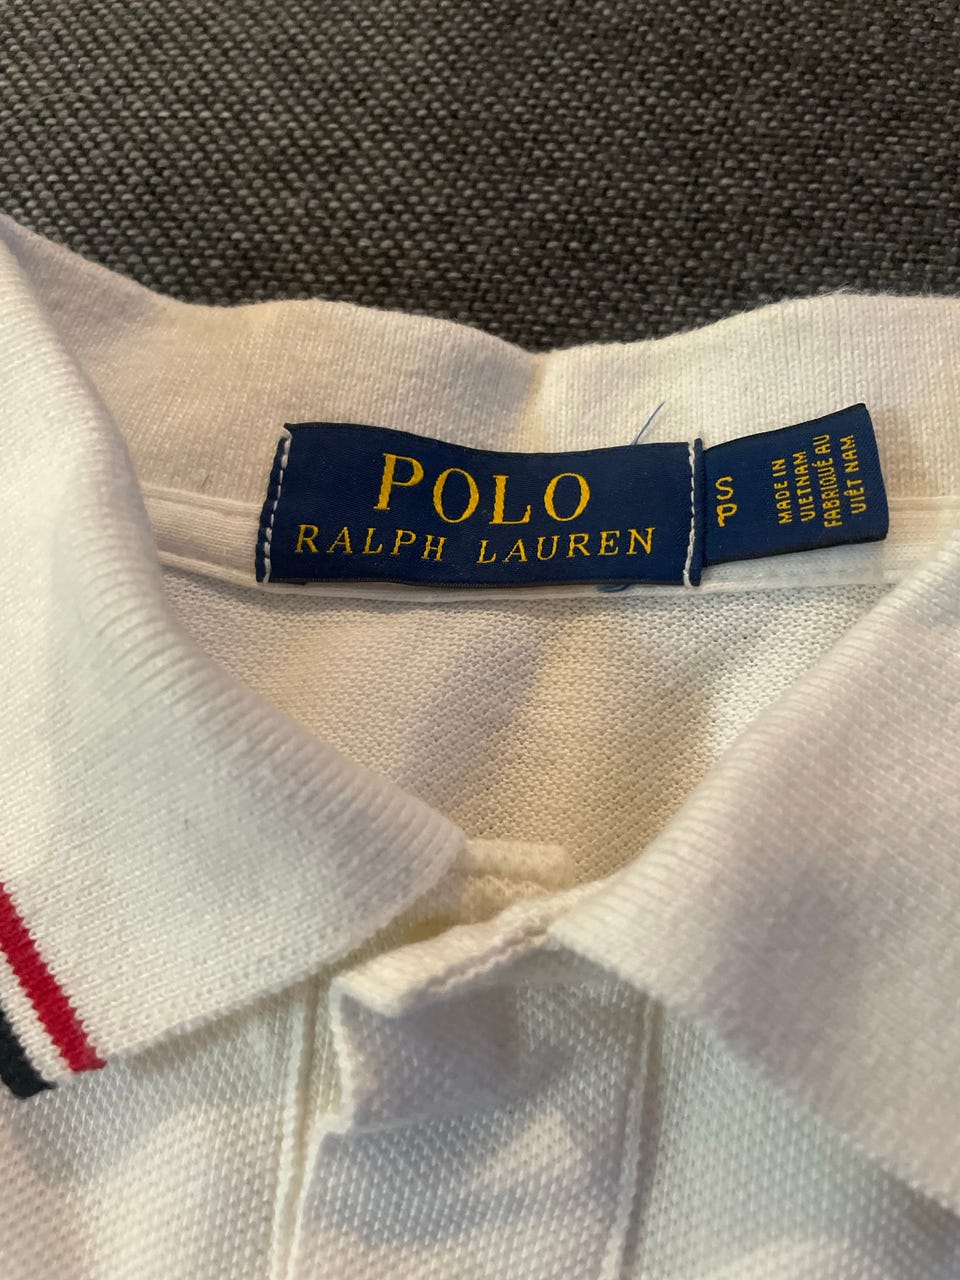 POLO
RALPH LAUREN
S
P
MADE IN
VIETNAM
FABRIQUÉ AU
VIÊT NAM